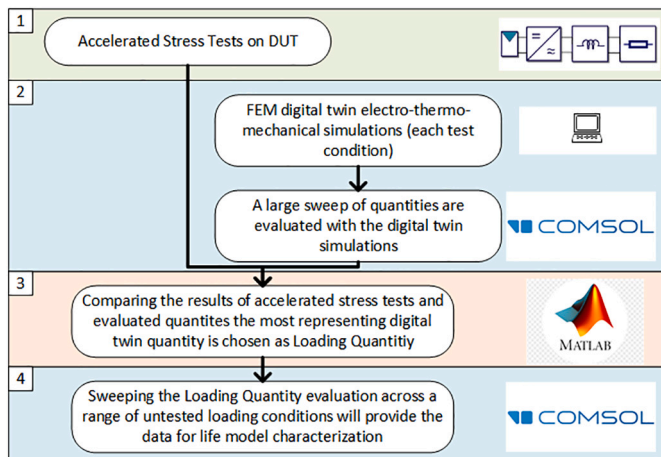 1
Accelerated Stress Tests on DUT
2
FEM digital twin electro-thermo-
mechanical simulations (each test
condition)
A large sweep of quantities are
evaluated with the digital twin
simulations
COMSOL
3
Comparing the results of accelerated stress tests and
evaluated quantites the most representing digital
twin quantity is chosen as Loading Quantitiy
MATLAB
4
Sweeping the Loading Quantity evaluation across a
range of untested loading conditions will provide the
data for life model characterization
COMSOL